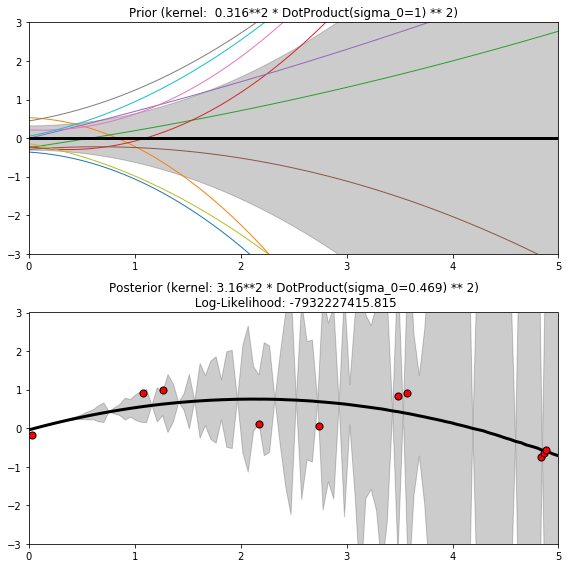 Prior (kernel:  0.316**2 * DotProduct(sigma_0=1) ** 2)
3
2
1
0
−1
−2
−3
0 1 2 3 4 5
Posterior (kernel: 3.16**2 * DotProduct(sigma_0=0.469) ** 2)
Log-Likelihood: -7932227415.815
3
2
1
0
−1
−2
−3
0 1 2 3 4 5